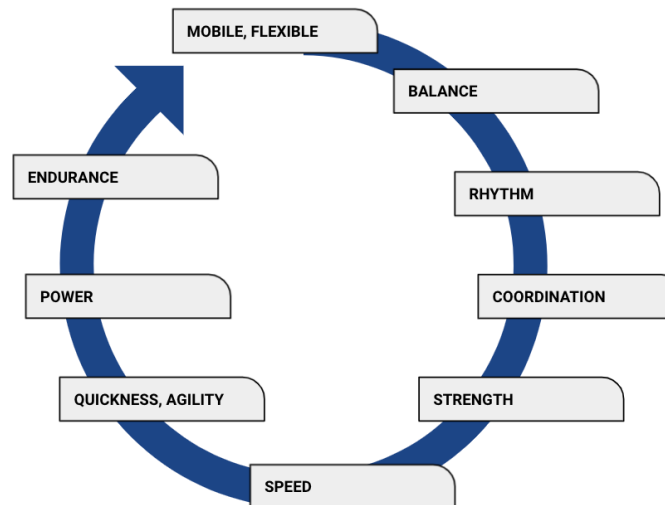 MOBILE, FLEXIBLE
BALANCE
RHYTHM
COORDINATION
STRENGTH
SPEED
QUICKNESS, AGILITY
POWER
ENDURANCE